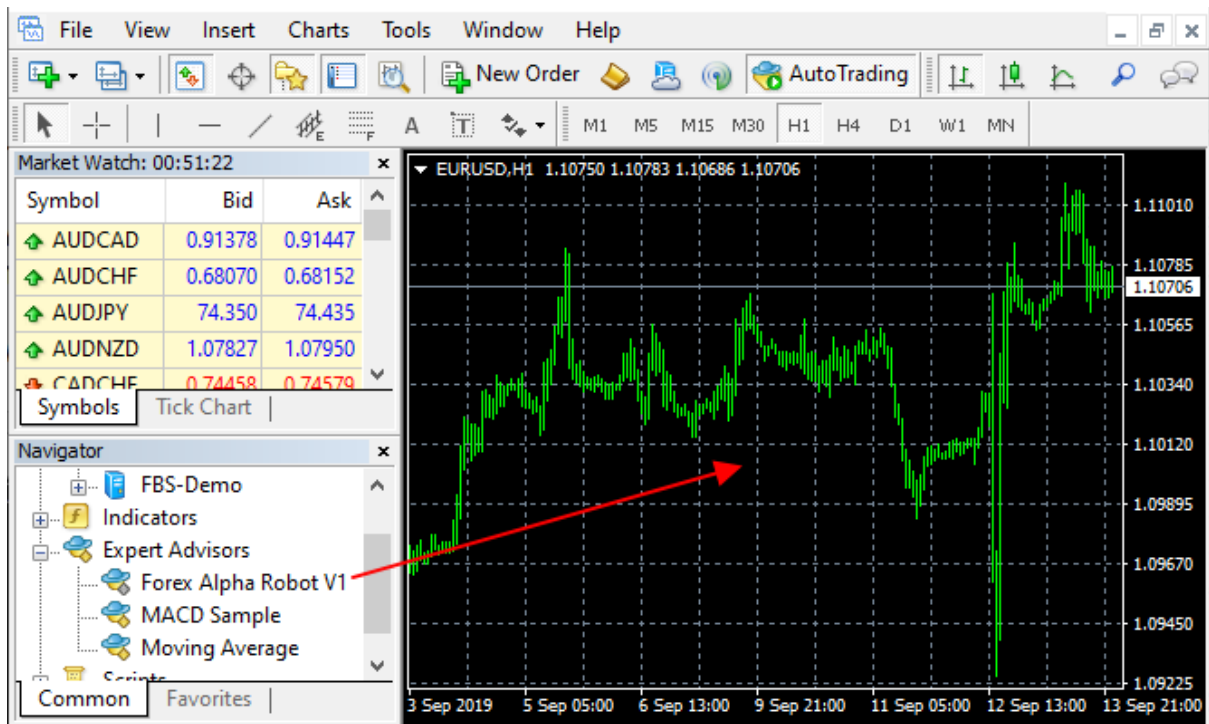 File View Insert Charts Tools Window Help
New Order AutoTrading
E F A T M1 M5 M15 M30 H1 H4 D1 W1 MN
Market Watch: 00:51:22
Symbol Bid Ask
AUDCAD 0.91378 0.91447
AUDCHF 0.68070 0.68152
AUDJPY 74.350 74.435
AUDNZD 1.07827 1.07950
CADCHF 0.74458 0.74579
Symbols Tick Chart
Navigator
FBS-Demo
Indicators
Expert Advisors
Forex Alpha Robot V1
MACD Sample
Moving Average
Scripts
Common Favorites
EURUSD,H1 1.10750 1.10783 1.10686 1.10706
1.11010
1.10785
1.10706
1.10565
1.10340
1.10120
1.09895
1.09670
1.09450
1.09225
3 Sep 2019 5 Sep 05:00 6 Sep 13:00 9 Sep 21:00 11 Sep 05:00 12 Sep 13:00 13 Sep 21:00